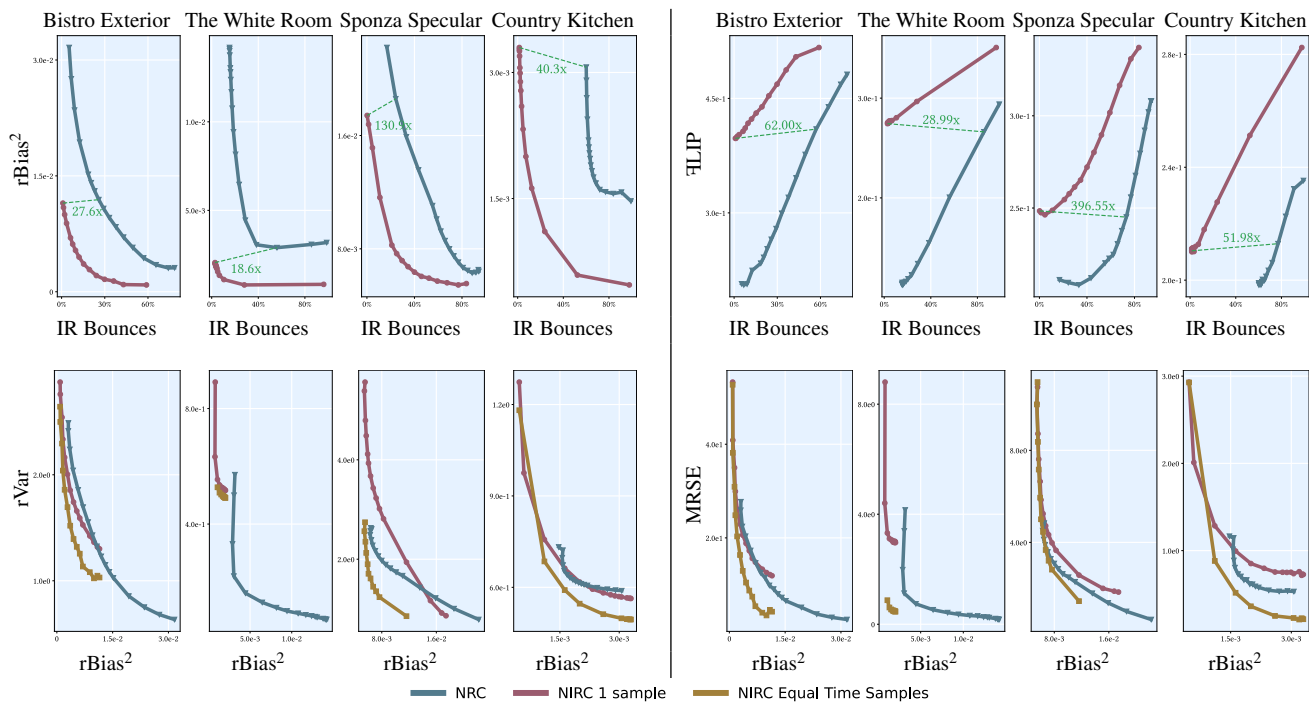 Bistro Exterior The White Room Sponza Specular Country Kitchen
Bistro Exterior The White Room Sponza Specular Country Kitchen
rBias²
3.0e-2
1.5e-2
0
27.6x
0% 30% 60%
1.0e-2
5.0e-3
0
18.6x
0% 40% 80%
1.6e-2
8.0e-3
130.9x
0% 40% 80%
3.0e-3
1.5e-3
40.3x
0% 40% 80%
IR Bounces IR Bounces IR Bounces IR Bounces
ꟻLIP
4.5e-1
3.0e-1
62.00x
0% 30% 60%
3.0e-1
2.0e-1
28.99x
0% 40% 80%
3.0e-1
2.5e-1
396.55x
0% 40% 80%
2.8e-1
2.4e-1
2.0e-1
51.98x
0% 40% 80%
IR Bounces IR Bounces IR Bounces IR Bounces
rVar
2.0e0
1.0e0
0 1.5e-2 3.0e-2
8.0e-1
4.0e-1
5.0e-3 1.0e-2
4.0e0
2.0e0
8.0e-3 1.6e-2
1.2e0
9.0e-1
6.0e-1
1.5e-3 3.0e-3
rBias² rBias² rBias² rBias²
MRSE
4.0e1
2.0e1
0 1.5e-2 3.0e-2
8.0e0
4.0e0
0
5.0e-3 1.0e-2
8.0e0
4.0e0
8.0e-3 1.6e-2
3.0e0
2.0e0
1.0e0
1.5e-3 3.0e-3
rBias² rBias² rBias² rBias²
NRC NIRC 1 sample NIRC Equal Time Samples